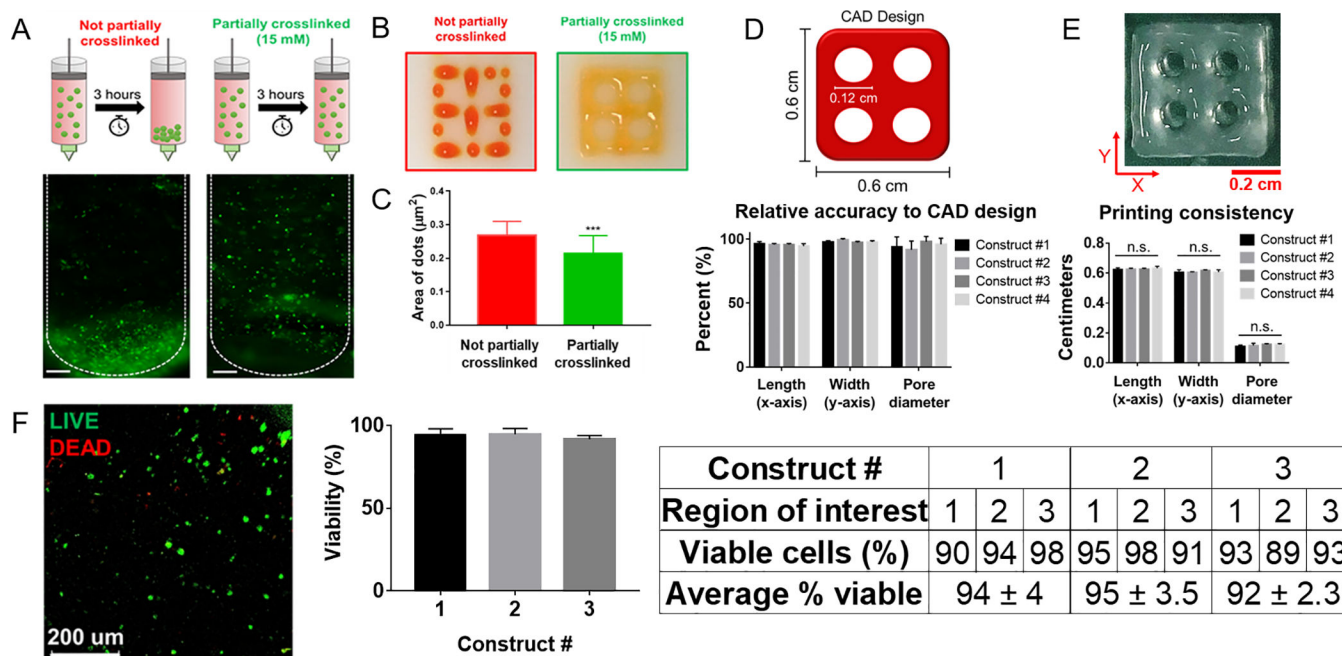 A
Not partially
crosslinked
Partially crosslinked
(15 mM)
3 hours
3 hours
B
Not partially
crosslinked
Partially crosslinked
(15 mM)
C
Area of dots (µm²)
0.4
0.3
0.2
0.1
0.0
***
Not partially
crosslinked
Partially
crosslinked
D
CAD Design
0.6 cm
0.12 cm
0.6 cm
Relative accuracy to CAD design
Percent (%)
100
50
0
Construct #1
Construct #2
Construct #3
Construct #4
Length
(x-axis)
Width
(y-axis)
Pore
diameter
E
Y
X
0.2 cm
Printing consistency
Centimeters
0.8
0.6
0.4
0.2
0.0
n.s.
n.s.
n.s.
Construct #1
Construct #2
Construct #3
Construct #4
Length
(x-axis)
Width
(y-axis)
Pore
diameter
F
LIVE
DEAD
200 um
Viability (%)
100
50
0
1 2 3
Construct #
Construct # 1 2 3
Region of interest 1 2 3 1 2 3 1 2 3
Viable cells (%) 90 94 98 95 98 91 93 89 93
Average % viable 94 ± 4 95 ± 3.5 92 ± 2.3